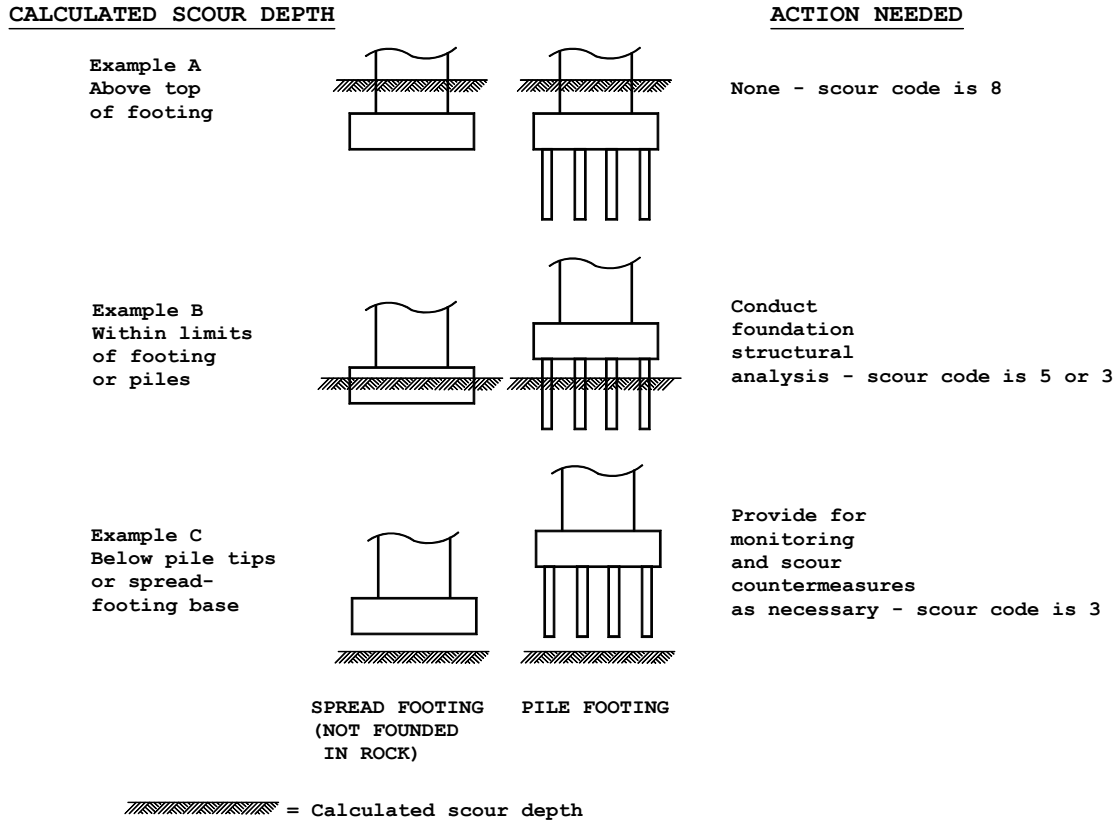 CALCULATED SCOUR DEPTH
ACTION NEEDED
Example A
Above top
of footing
None - scour code is 8
Example B
Within limits
of footing
or piles
Conduct
foundation
structural
analysis - scour code is 5 or 3
Example C
Below pile tips
or spread-
footing base
Provide for
monitoring
and scour
countermeasures
as necessary - scour code is 3
SPREAD FOOTING
(NOT FOUNDED
IN ROCK)
PILE FOOTING
= Calculated scour depth